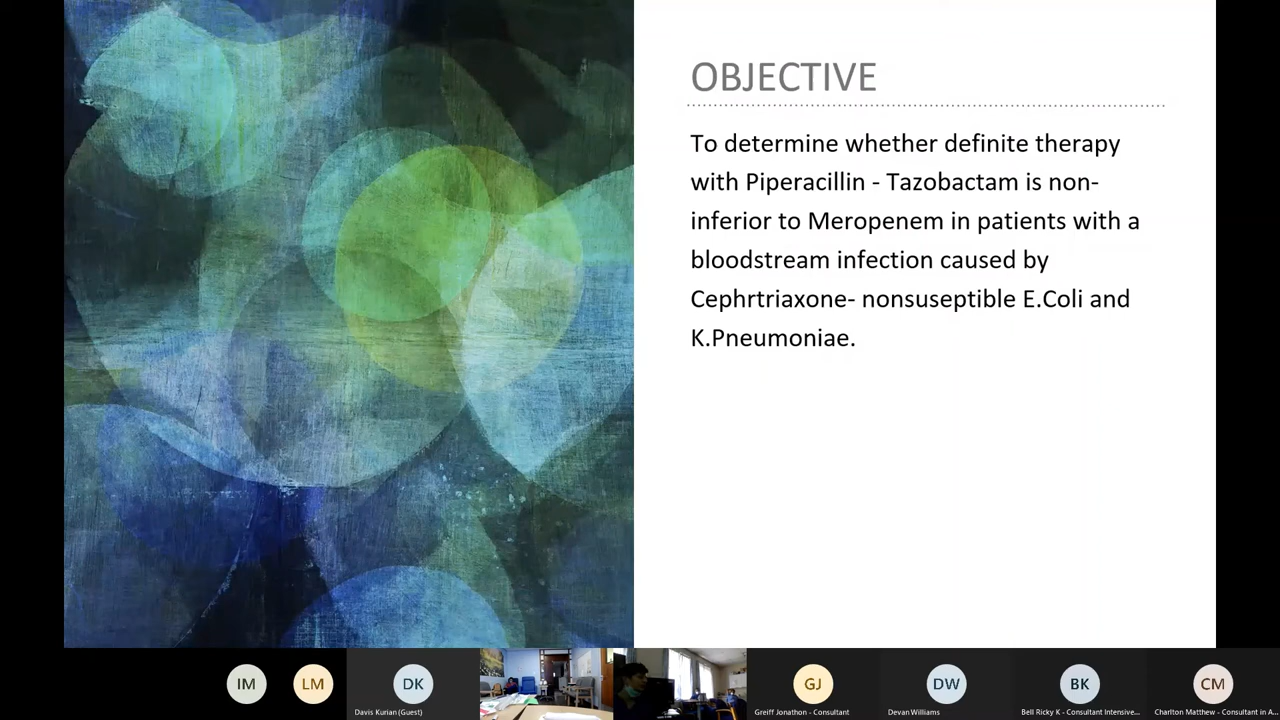 OBJECTIVE
To determine whether definite therapy
with Piperacillin - Tazobactam is non-
inferior to Meropenem in patients with a
bloodstream infection caused by
Cephrtriaxone- nonsuseptible E.Coli and
K.Pneumoniae.
IM
LM
DK
Davis Kurian (Guest)
GJ
Greiff Jonathon - Consultant
DW
Devan Williams
BK
Bell Ricky K - Consultant Intensive...
CM
Charlton Matthew - Consultant in A...